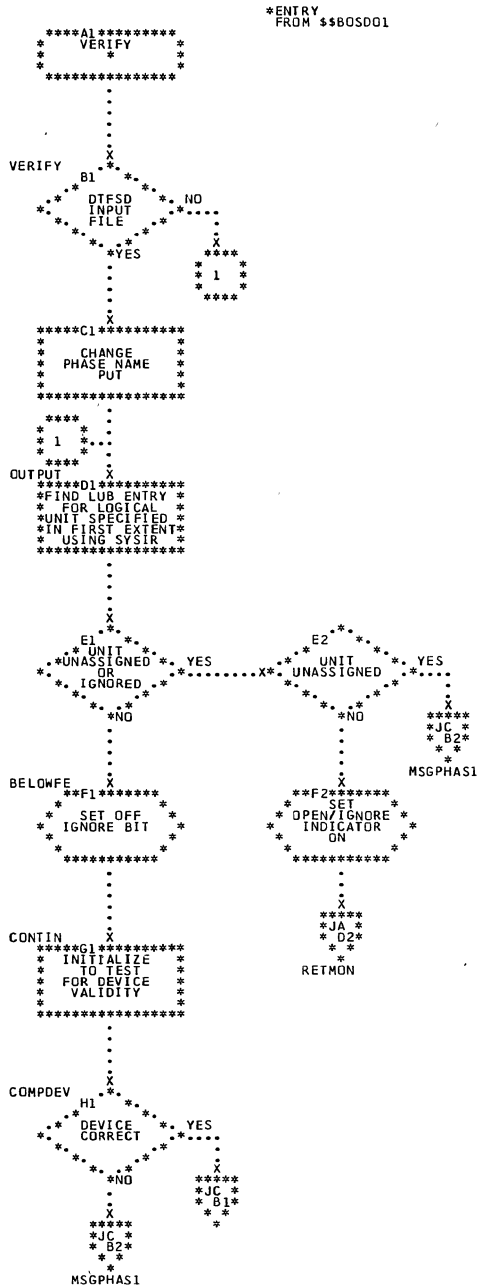 *ENTRY
FROM $$BOSDO1
****A1*********
VERIFY
*
VERIFY
B1
DTFSD
INPUT
FILE
NO
YES
1
*****C1**********
CHANGE
PHASE NAME
PUT
1
OUTPUT
*****D1**********
*FIND LUB ENTRY
FOR LOGICAL
*UNIT SPECIFIED
*IN FIRST EXTENT*
USING SYSIR
E1
UNIT
UNASSIGNED
OR
IGNORED
YES
NO
E2
UNIT
UNASSIGNED
YES
NO
*JC
B2*
MSGPHAS1
BELOWFE
**F1*******
SET OFF
IGNORE BIT
**F2*******
SET
OPEN/IGNORE
INDICATOR
ON
*JA
D2*
RETMON
CONTIN
*****G1**********
INITIALIZE
TO TEST
FOR DEVICE
VALIDITY
COMPDEV
H1
DEVICE
CORRECT
YES
NO
*JC
B1*
*JC
B2*
MSGPHAS1